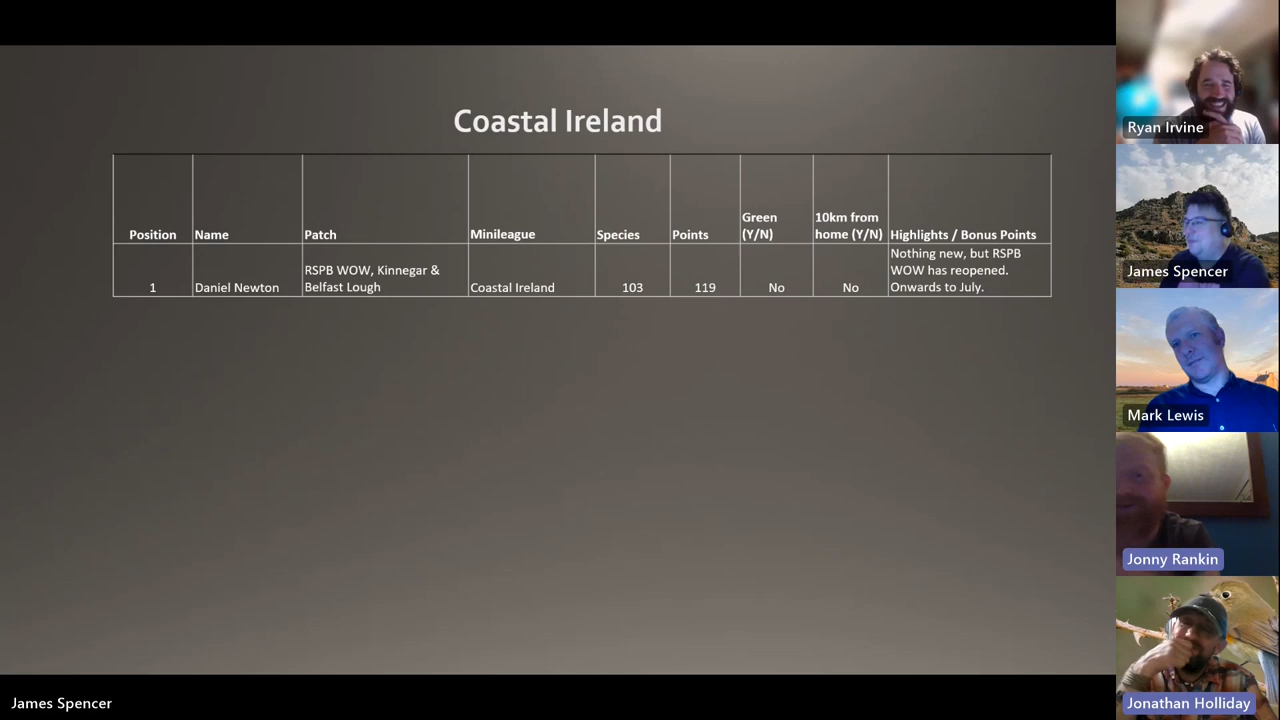 Coastal Ireland
Position Name Patch Minileague Species Points Green (Y/N) 10km from home (Y/N) Highlights / Bonus Points
1 Daniel Newton RSPB WOW, Kinnegar & Belfast Lough Coastal Ireland 103 119 No No Nothing new, but RSPB WOW has reopened. Onwards to July.
Ryan Irvine
James Spencer
Mark Lewis
Jonny Rankin
Jonathan Holliday
James Spencer